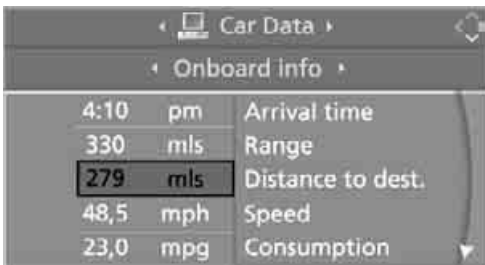 Car Data
Onboard info
4:10 pm Arrival time
330 mls Range
279 mls Distance to dest.
48,5 mph Speed
23,0 mpg Consumption